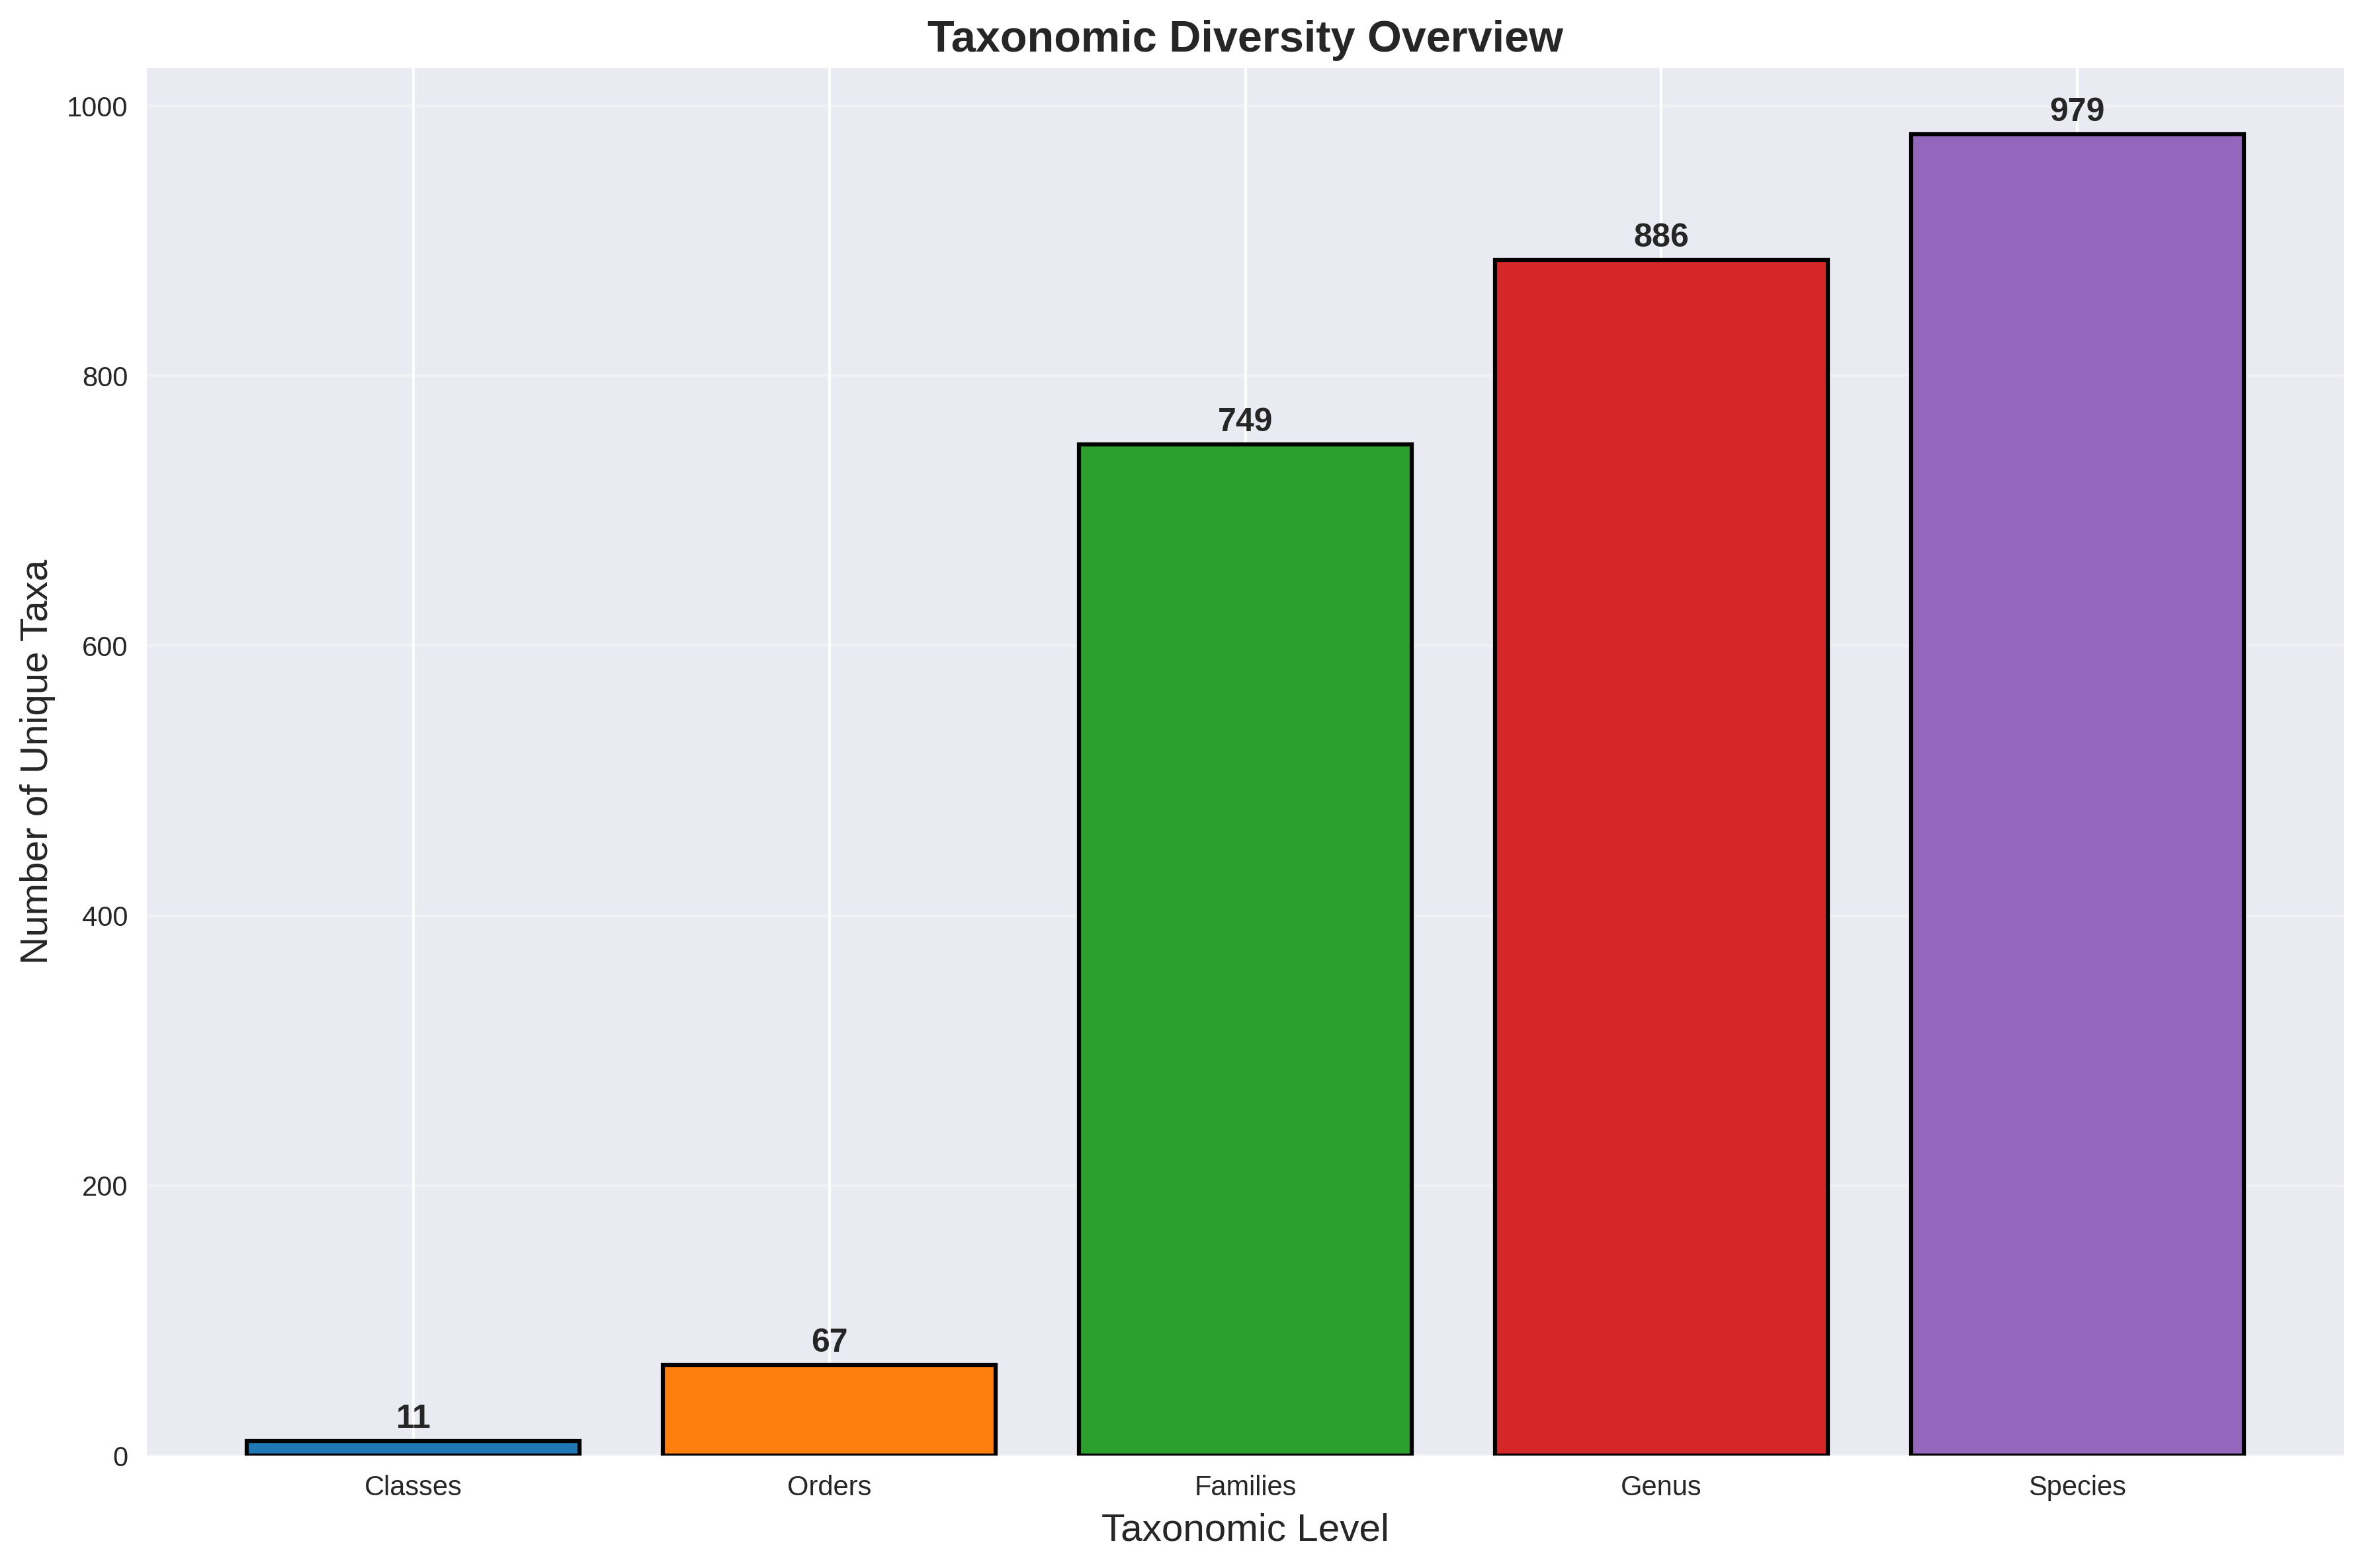 Taxonomic Diversity Overview
Number of Unique Taxa
1000
800
600
400
200
0
11
67
749
886
979
Classes
Orders
Families
Genus
Species
Taxonomic Level